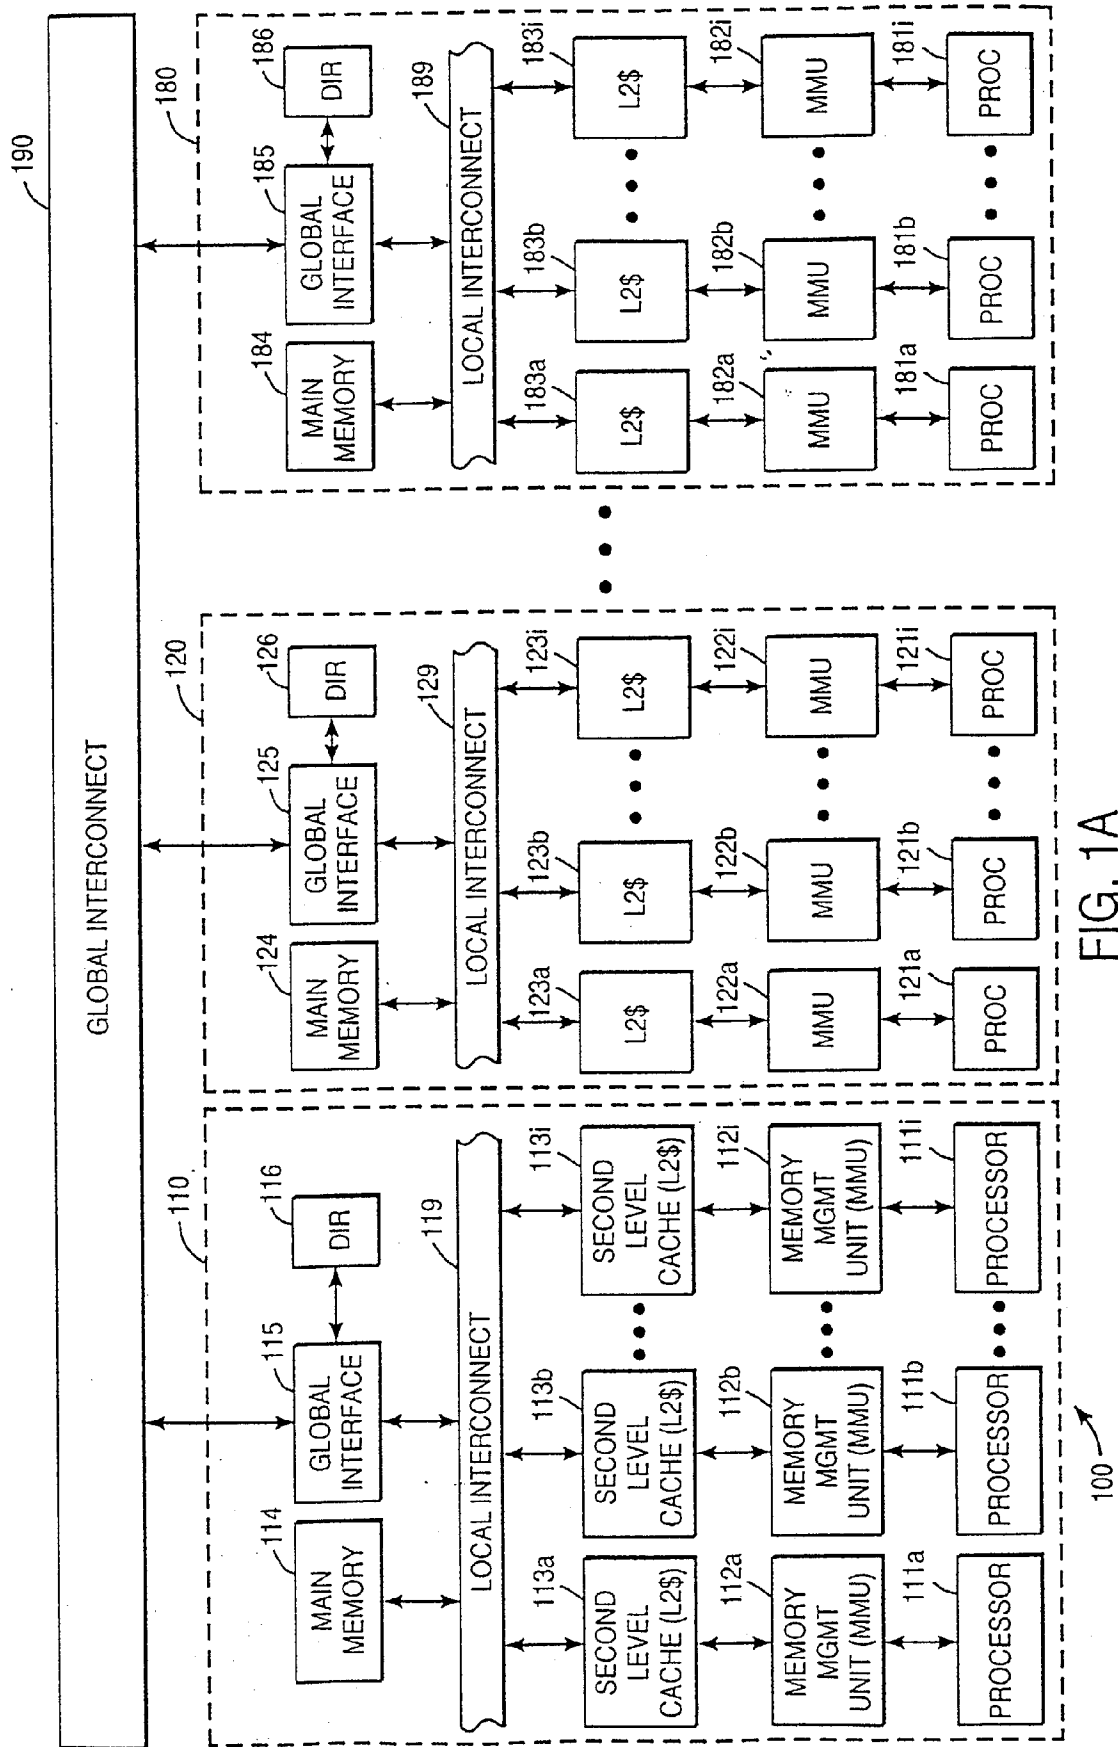 190
GLOBAL INTERCONNECT
110
114
MAIN
MEMORY
115
GLOBAL
INTERFACE
116
DIR
119
LOCAL INTERCONNECT
113a
SECOND
LEVEL
CACHE (L2$)
113b
SECOND
LEVEL
CACHE (L2$)
113i
SECOND
LEVEL
CACHE (L2$)
112a
MEMORY
MGMT
UNIT (MMU)
112b
MEMORY
MGMT
UNIT (MMU)
112i
MEMORY
MGMT
UNIT (MMU)
111a
PROCESSOR
111b
PROCESSOR
111i
PROCESSOR
120
124
MAIN
MEMORY
125
GLOBAL
INTERFACE
126
DIR
129
LOCAL INTERCONNECT
123a
L2$
123b
L2$
123i
L2$
122a
MMU
122b
MMU
122i
MMU
121a
PROC
121b
PROC
121i
PROC
180
184
MAIN
MEMORY
185
GLOBAL
INTERFACE
186
DIR
189
LOCAL INTERCONNECT
183a
L2$
183b
L2$
183i
L2$
182a
MMU
182b
MMU
182i
MMU
181a
PROC
181b
PROC
181i
PROC
100
FIG. 1A